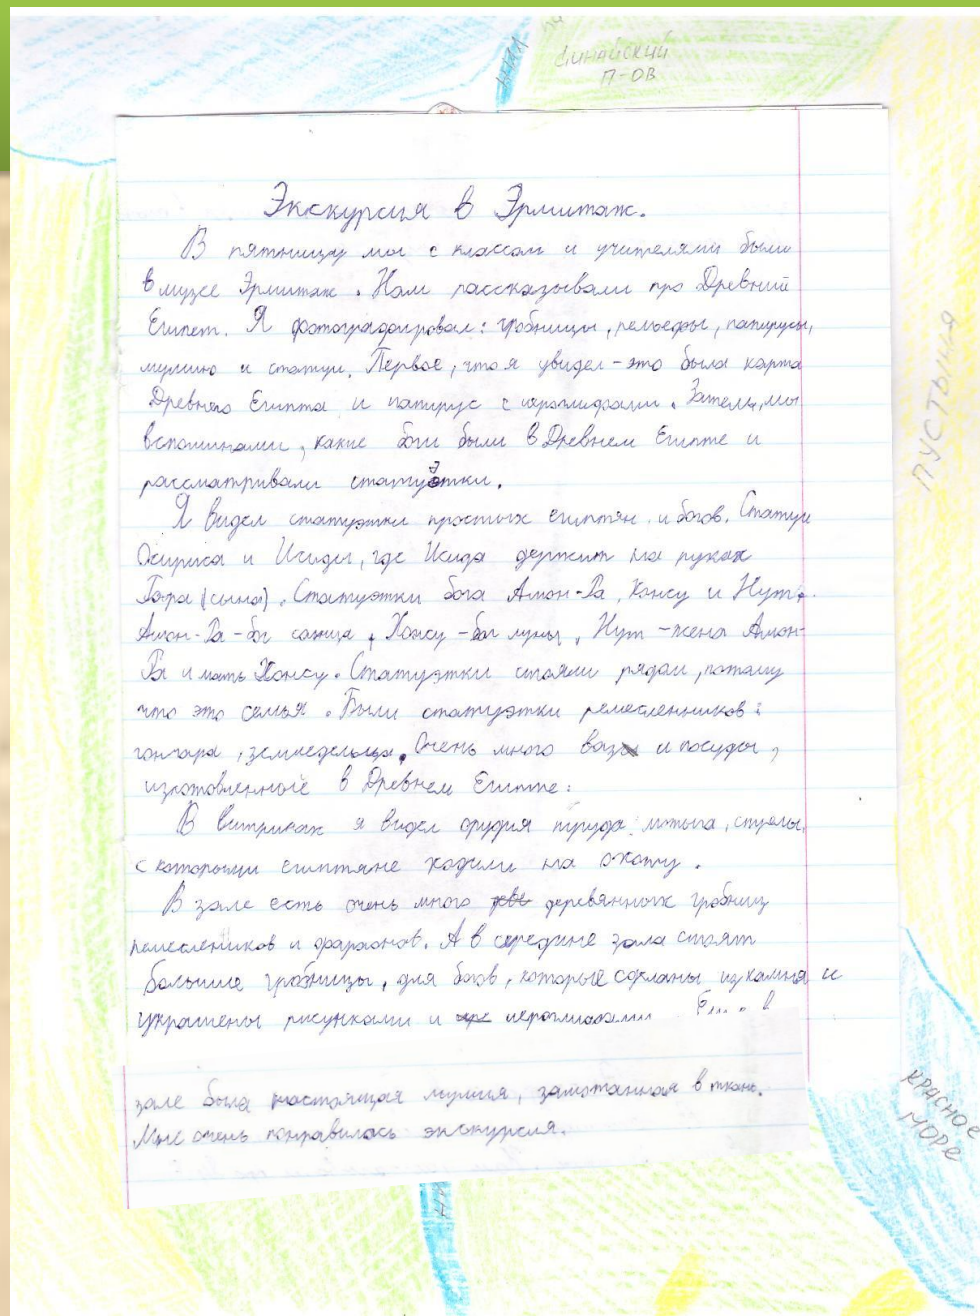 нил
Синайский
п-ов
Экскурсия в Эрмитаж.
В пятницу мы с классом и учителями были
в музее Эрмитаж. Нам рассказывали про Древний
Египет. Я фотографировал: гробницы, рельефы, папирусы,
мумию и статуи. Первое, что я увидел - это была карта
Древнего Египта и папирус с иероглифами. Затем, мы
вспоминали, какие боги были в Древнем Египте и
рассматривали статуэтки.
Я видел статуэтки простых египтян и богов. Статуи
Осириса и Исиды, где Исида держит на руках
Гора (сына). Статуэтки бога Амон-Ра, Хонсу и Нут.
Амон-Ра - бог солнца, Хонсу - бог луны, Нут - жена Амон-
Ра и мать Хонсу. Статуэтки стояли рядом, потому
что это семья. Были статуэтки ремесленников:
гончара, земледельца. Очень много ваз и посуды,
изготовленной в Древнем Египте.
В витринах я видел орудия труда: мотыга, стрелы,
с которыми египтяне ходили на охоту.
В зале есть очень много деревянных гробниц
ремеслеников и фараонов. А в середине зала стоят
большие гробницы, для богов, которые сделаны из камня и
украшены рисунками и иероглифами. в
зале была настоящая мумия, замотанная в ткань.
Мне очень понравилась экскурсия.
ПУСТЫНЯ
КРАСНОЕ
МОРЕ